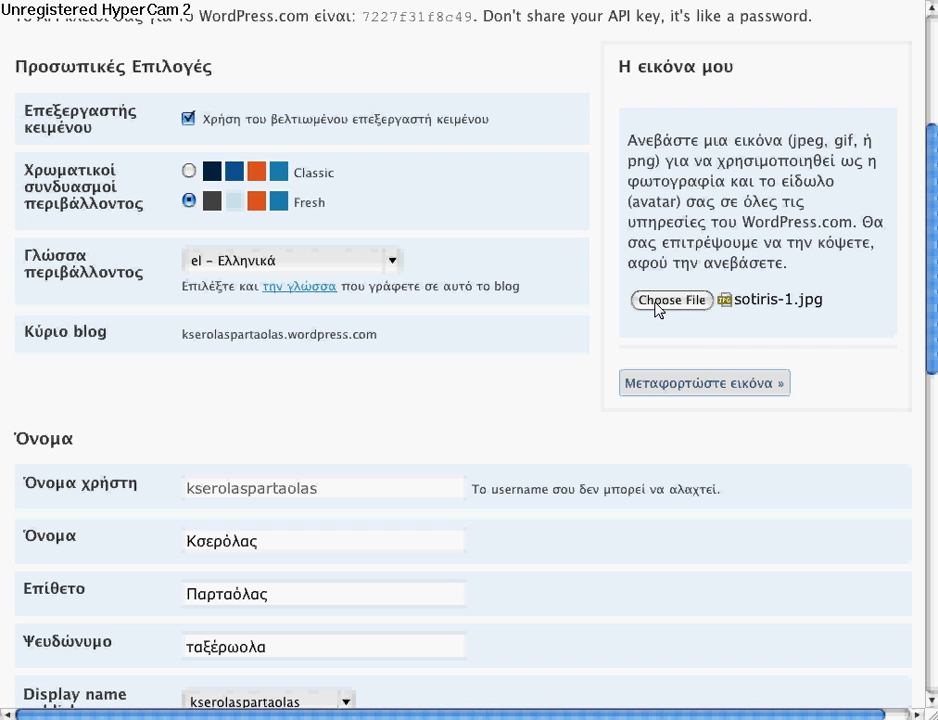 Unregistered HyperCam 2
WordPress.com είναι: 7227f31f8c49. Don't share your API key, it's like a password.
Προσωπικές Επιλογές
Επεξεργαστής
κειμένου
Χρήση του βελτιωμένου επεξεργαστή κειμένου
Χρωματικοί
συνδυασμοί
περιβάλλοντος
Classic
Fresh
Γλώσσα
περιβάλλοντος
el – Ελληνικά
Επιλέξτε και την γλώσσα που γράφετε σε αυτό το blog
Κύριο blog
kserolaspartaolas.wordpress.com
Η εικόνα μου
Ανεβάστε μια εικόνα (jpeg, gif, ή
png) για να χρησιμοποιηθεί ως η
φωτογραφία και το είδωλο
(avatar) σας σε όλες τις
υπηρεσίες του WordPress.com. Θα
σας επιτρέψουμε να την κόψετε,
αφού την ανεβάσετε.
Choose File sotiris-1.jpg
Μεταφορτώστε εικόνα »
Όνομα
Όνομα χρήστη
kserolaspartaolas
Το username σου δεν μπορεί να αλαχτεί.
Όνομα
Κσερόλας
Επίθετο
Παρταόλας
Ψευδώνυμο
ταξέρωολα
Display name
kserolaspartaolas